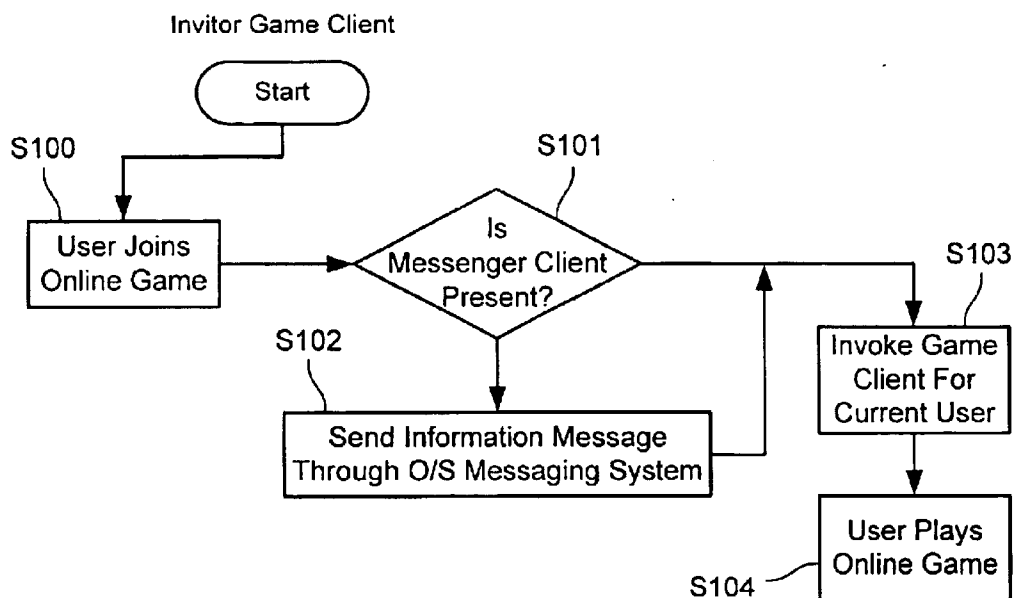 Invitor Game Client
Start
S100
User Joins
Online Game
S101
Is
Messenger Client
Present?
S102
Send Information Message
Through O/S Messaging System
S103
Invoke Game
Client For
Current User
User Plays
Online Game
S104